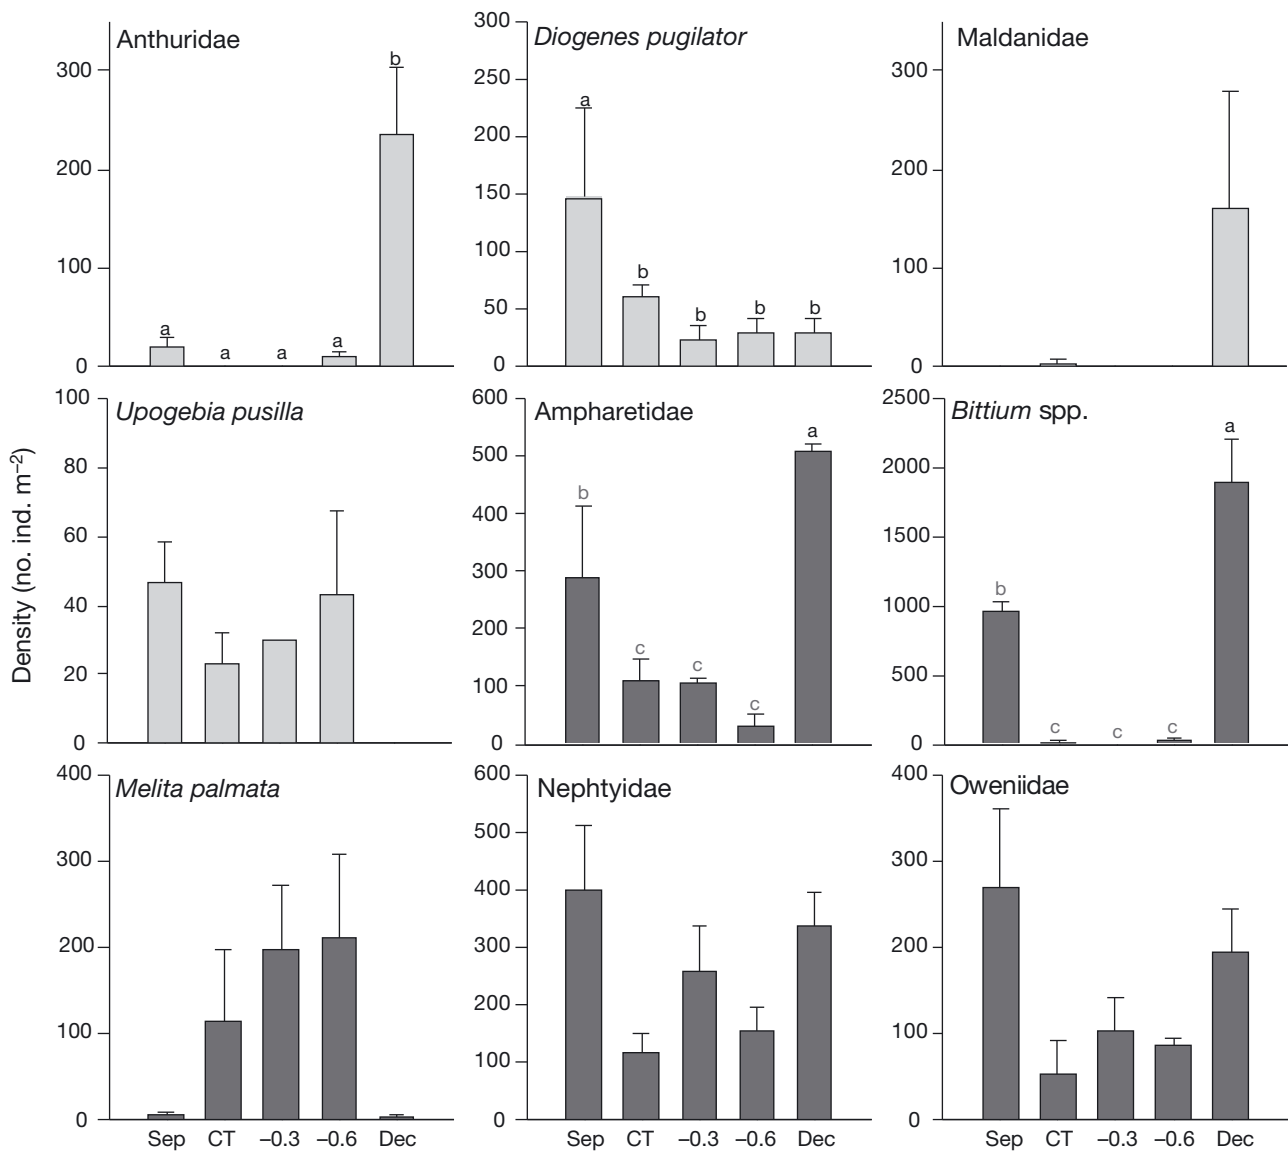 Anthuridae
300
200
100
0
a
a
a
a
b
Diogenes pugilator
300
250
200
150
100
50
0
a
b
b
b
b
Maldanidae
300
200
100
0
Density (no. ind. m–2)
Upogebia pusilla
100
80
60
40
20
0
Ampharetidae
600
500
400
300
200
100
0
b
c
c
c
a
Bittium spp.
2500
2000
1500
1000
500
0
b
c
c
c
a
Melita palmata
400
300
200
100
0
Sep CT –0.3 –0.6 Dec
Nephtyidae
600
500
400
300
200
100
0
Sep CT –0.3 –0.6 Dec
Oweniidae
400
300
200
100
0
Sep CT –0.3 –0.6 Dec